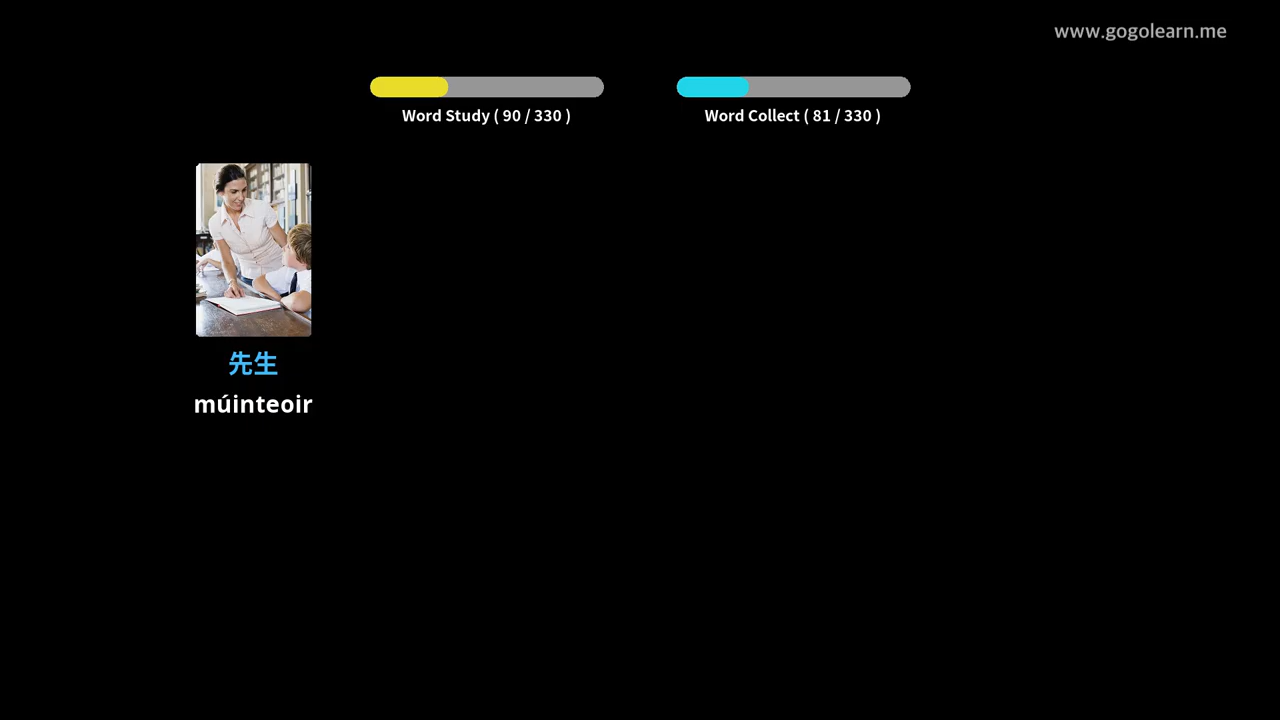 www.gogolearn.me
Word Study ( 90 / 330 )
Word Collect ( 81 / 330 )
先生
múinteoir